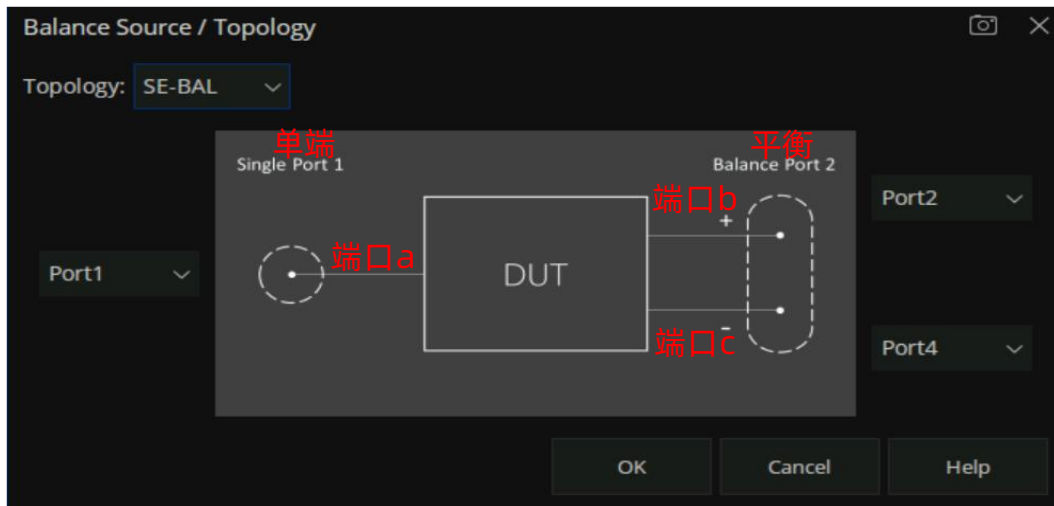 Balance Source / Topology
Topology: SE-BAL
单端
平衡
Single Port 1
Balance Port 2
端口b
+
Port2
端口a
Port1
DUT
-
端口c
Port4
OK
Cancel
Help